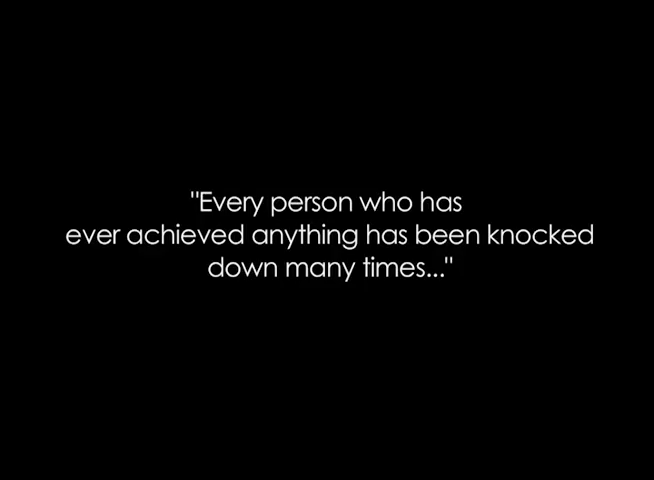 "Every person who has
ever achieved anything has been knocked
down many times..."